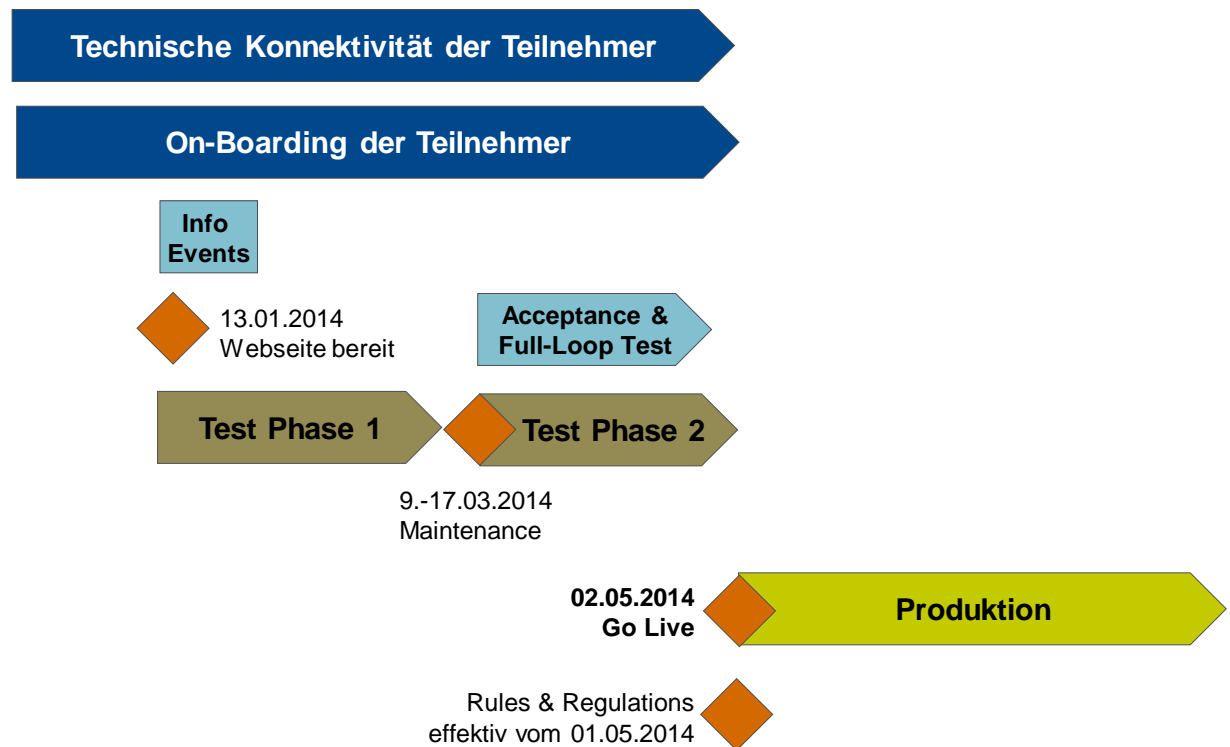 Technische Konnektivität der Teilnehmer
On-Boarding der Teilnehmer
Info
Events
13.01.2014
Webseite bereit
Acceptance &
Full-Loop Test
Test Phase 1
Test Phase 2
9.-17.03.2014
Maintenance
02.05.2014
Go Live
Produktion
Rules & Regulations
effektiv vom 01.05.2014